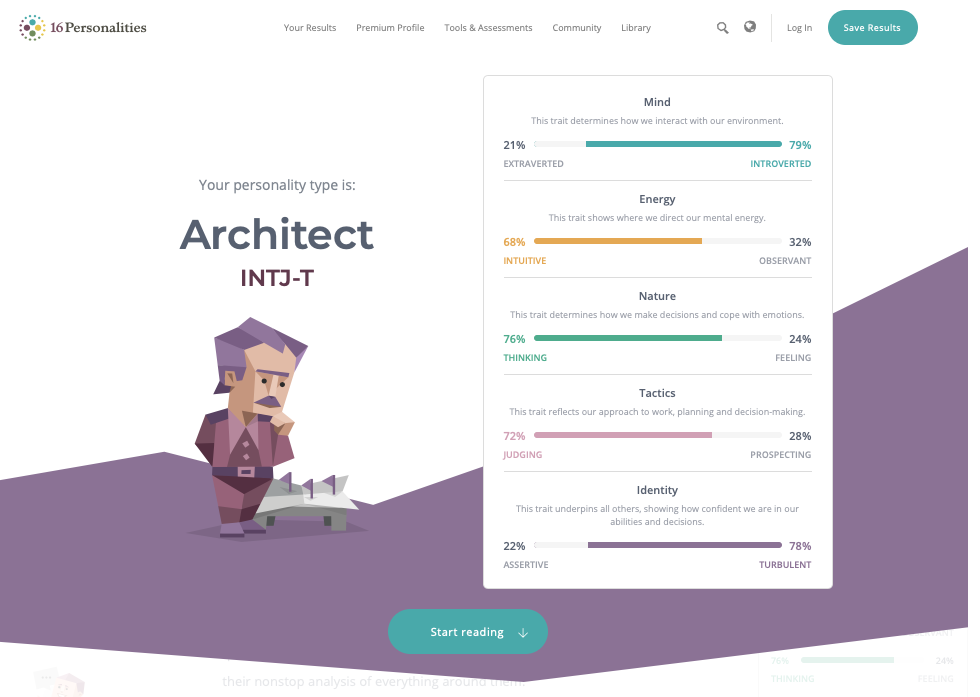 16Personalities
Your Results Premium Profile Tools & Assessments Community Library
Log In Save Results
Your personality type is:
Architect
INTJ-T
Mind
This trait determines how we interact with our environment.
21% 79%
EXTRAVERTED INTROVERTED
Energy
This trait shows where we direct our mental energy.
68% 32%
INTUITIVE OBSERVANT
Nature
This trait determines how we make decisions and cope with emotions.
76% 24%
THINKING FEELING
Tactics
This trait reflects our approach to work, planning and decision-making.
72% 28%
JUDGING PROSPECTING
Identity
This trait underpins all others, showing how confident we are in our
abilities and decisions.
22% 78%
ASSERTIVE TURBULENT
Start reading
their nonstop analysis of everything around them.
76% 24%
THINKING FEELING